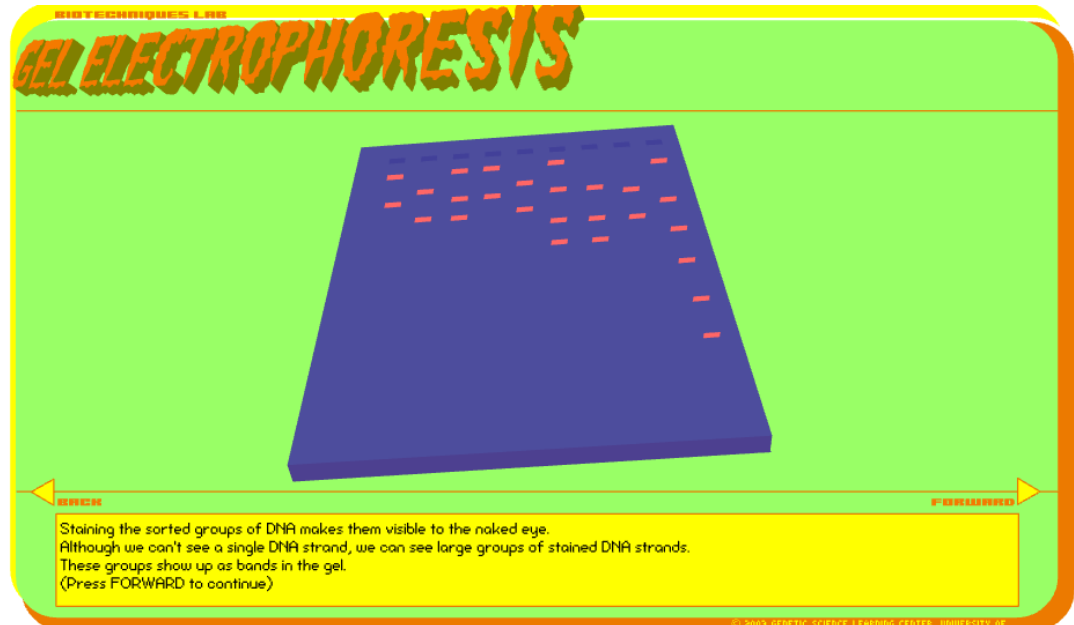 BIOTECHNIQUES LAB
GEL ELECTROPHORESIS
BACK
FORWARD
Staining the sorted groups of DNA makes them visible to the naked eye.
Although we can't see a single DNA strand, we can see large groups of stained DNA strands.
These groups show up as bands in the gel.
(Press FORWARD to continue)
© 2003 GENETIC SCIENCE LEARNING CENTER, UNIVERSITY OF